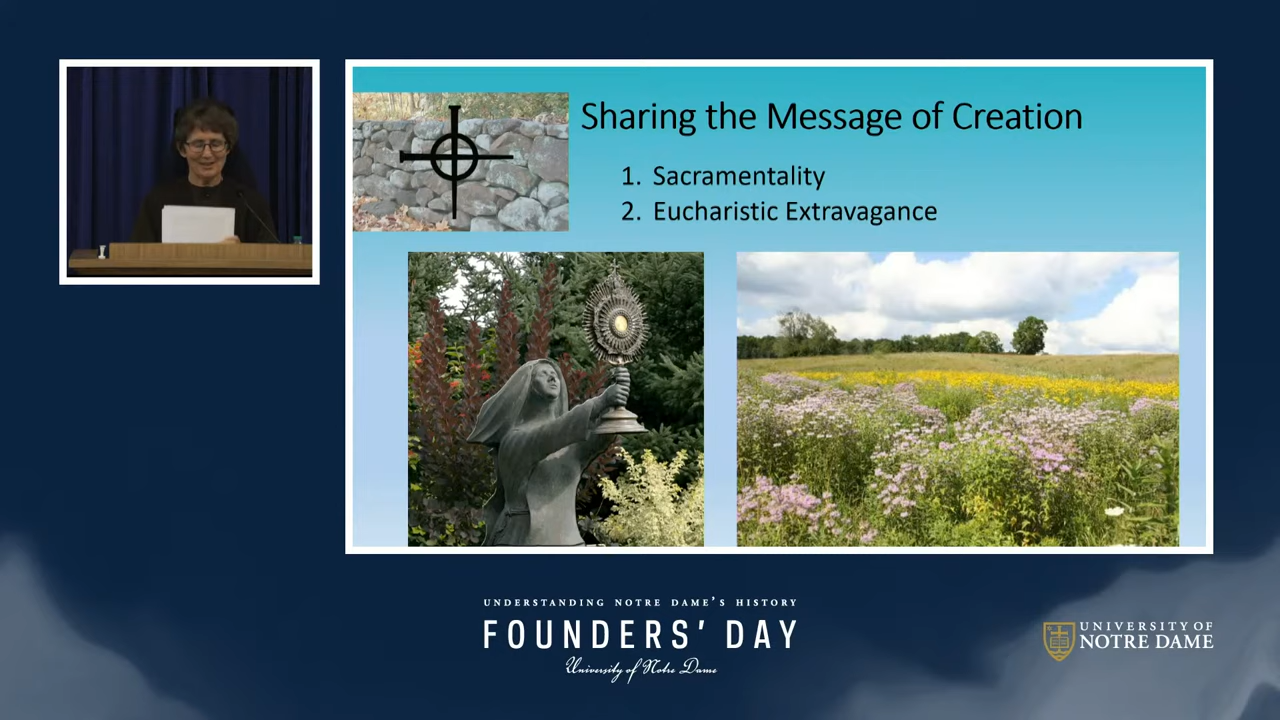 Sharing the Message of Creation
1. Sacramentality
2. Eucharistic Extravagance
UNDERSTANDING NOTRE DAME'S HISTORY
FOUNDERS' DAY
University of Notre Dame
UNIVERSITY OF
NOTRE DAME